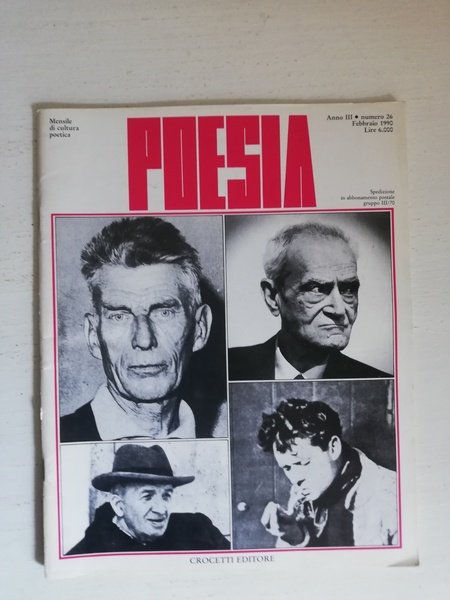 Mensile
di cultura
poetica
POESIA
Anno III • numero 26
Febbraio 1990
Lire 6.000
Spedizione
in abbonamento postale
gruppo III/70
CROCETTI EDITORE